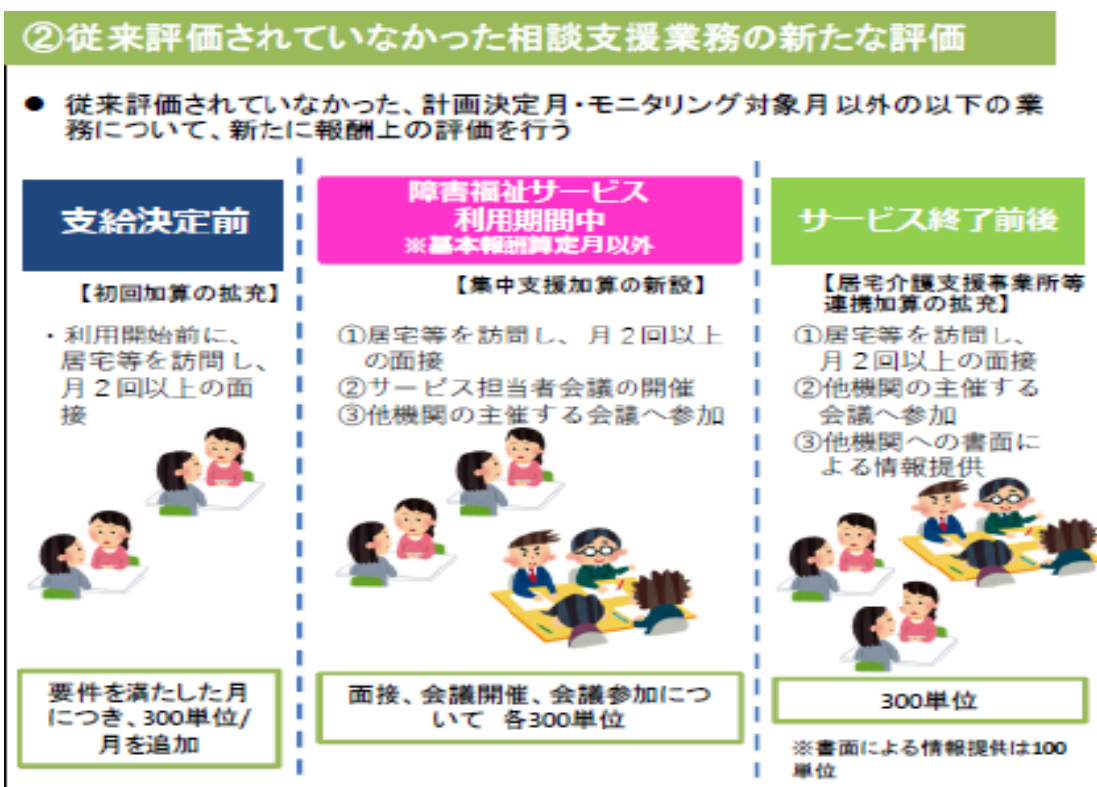 ②従来評価されていなかった相談支援業務の新たな評価
● 従来評価されていなかった、計画決定月・モニタリング対象月以外の以下の業
務について、新たに報酬上の評価を行う
支給決定前
【初回加算の拡充】
・利用開始前に、
居宅等を訪問し、
月２回以上の面
接
要件を満たした月
につき、300単位/
月を追加
障害福祉サービス
利用期間中
※基本報酬算定月以外
【集中支援加算の新設】
①居宅等を訪問し、月２回以上
の面接
②サービス担当者会議の開催
③他機関の主催する会議へ参加
面接、会議開催、会議参加につ
いて 各300単位
サービス終了前後
【居宅介護支援事業所等
連携加算の拡充】
①居宅等を訪問し、
月２回以上の面接
②他機関の主催する
会議へ参加
③他機関への書面に
よる情報提供
300単位
※書面による情報提供は100
単位